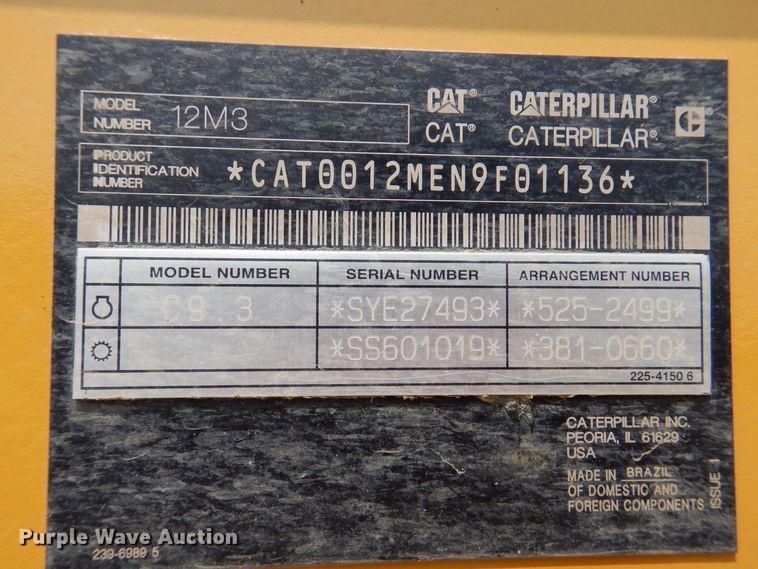 MODEL NUMBER 12M3
CAT® CATERPILLAR®
CAT® CATERPILLAR®
PRODUCT IDENTIFICATION NUMBER *CAT0012MEN9F01136*
MODEL NUMBER SERIAL NUMBER ARRANGEMENT NUMBER
C9.3 *SYE27493* *525-2499*
*SS601019* *381-0660*
225-4150 6
CATERPILLAR INC.
PEORIA, IL 61629
USA
MADE IN BRAZIL
OF DOMESTIC AND
FOREIGN COMPONENTS
ISSUE 1
Purple Wave Auction
239-6989 5